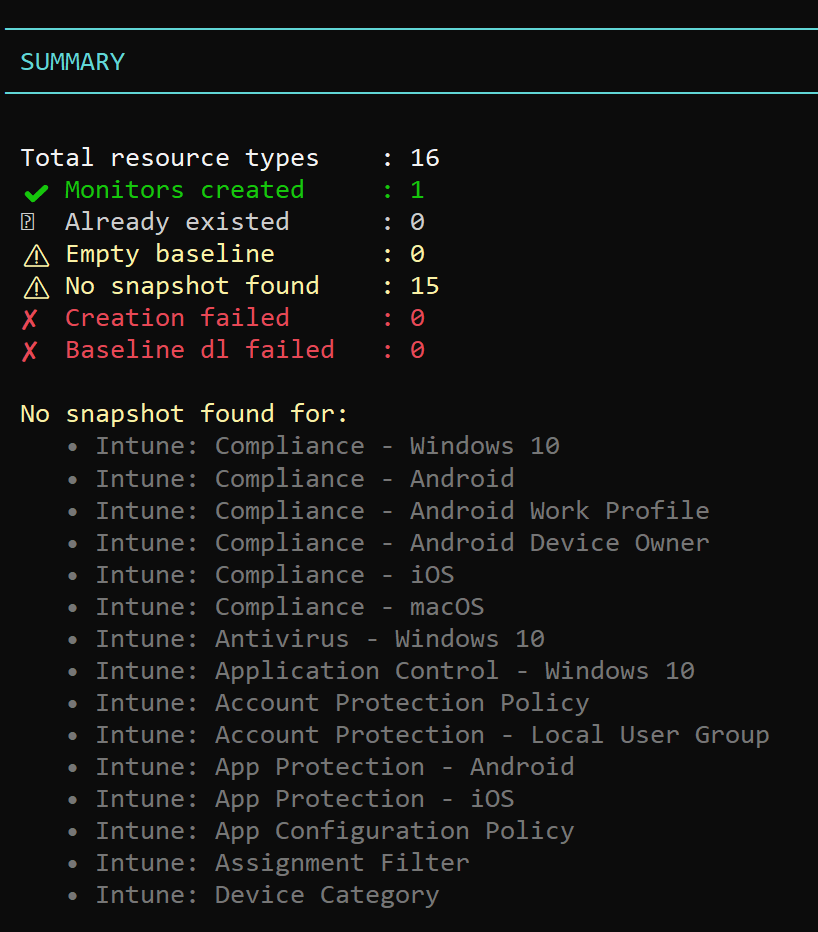 SUMMARY
Total resource types : 16
✔ Monitors created : 1
Already existed : 0
⚠ Empty baseline : 0
⚠ No snapshot found : 15
✗ Creation failed : 0
✗ Baseline dl failed : 0
No snapshot found for:
• Intune: Compliance - Windows 10
• Intune: Compliance - Android
• Intune: Compliance - Android Work Profile
• Intune: Compliance - Android Device Owner
• Intune: Compliance - iOS
• Intune: Compliance - macOS
• Intune: Antivirus - Windows 10
• Intune: Application Control - Windows 10
• Intune: Account Protection Policy
• Intune: Account Protection - Local User Group
• Intune: App Protection - Android
• Intune: App Protection - iOS
• Intune: App Configuration Policy
• Intune: Assignment Filter
• Intune: Device Category